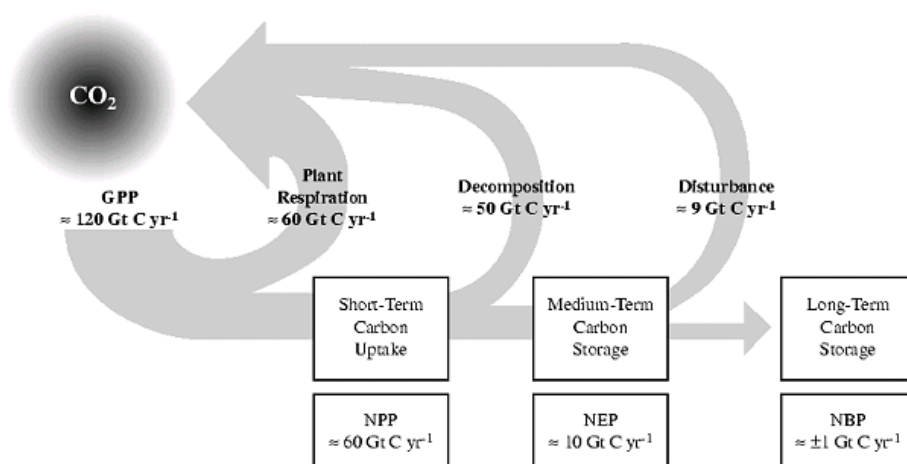 CO₂
GPP
≈ 120 Gt C yr⁻¹
Plant
Respiration
≈ 60 Gt C yr⁻¹
Decomposition
≈ 50 Gt C yr⁻¹
Disturbance
≈ 9 Gt C yr⁻¹
Short-Term
Carbon
Uptake
Medium-Term
Carbon
Storage
Long-Term
Carbon
Storage
NPP
≈ 60 Gt C yr⁻¹
NEP
≈ 10 Gt C yr⁻¹
NBP
≈ ±1 Gt C yr⁻¹